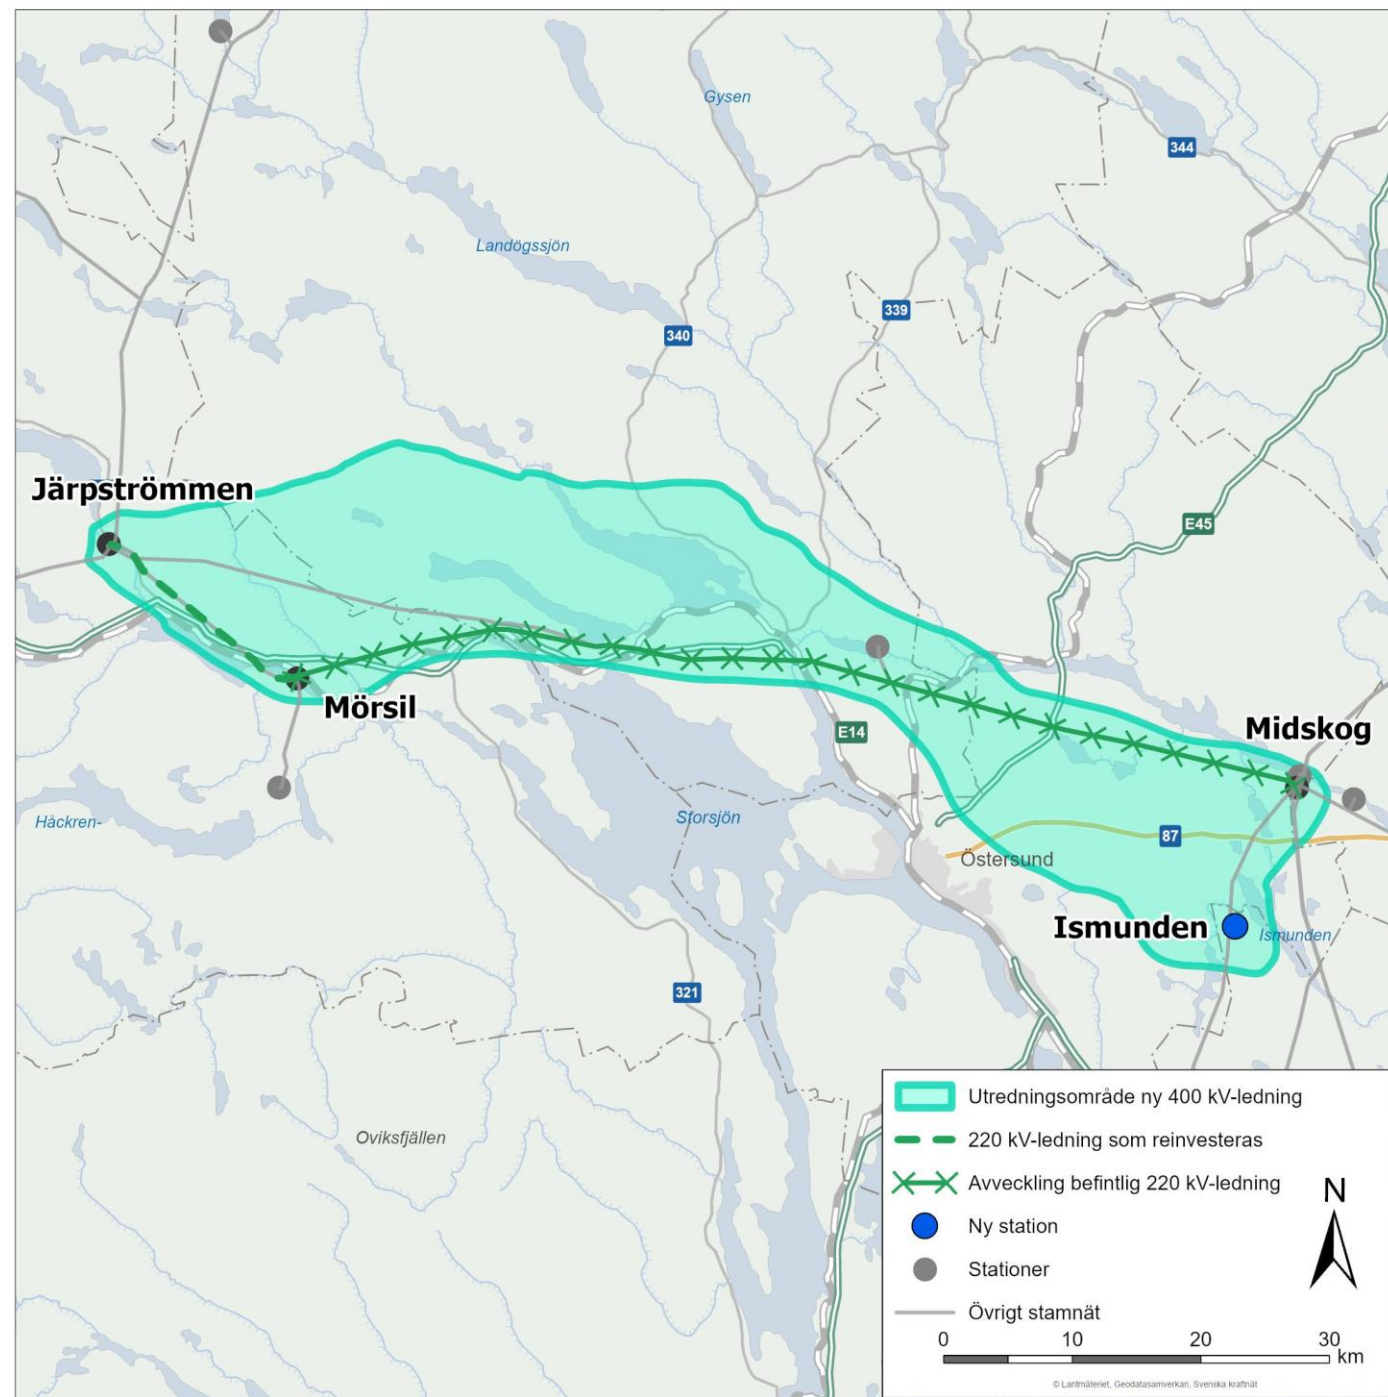 Gysen
344
Landögssjön
339
340
Järpströmmen
E45
Mörsil
Midskog
E14
Håckren-
Storsjön
87
Östersund
Ismunden
Ismunden
321
Oviksfjällen
Utredningsområde ny 400 kV-ledning
220 kV-ledning som reinvesteras
Avveckling befintlig 220 kV-ledning
Ny station
Stationer
Övrigt stamnät
N
0 10 20 30
km
© Lantmäteriet, Geodatasamverkan, Svenska kraftnät